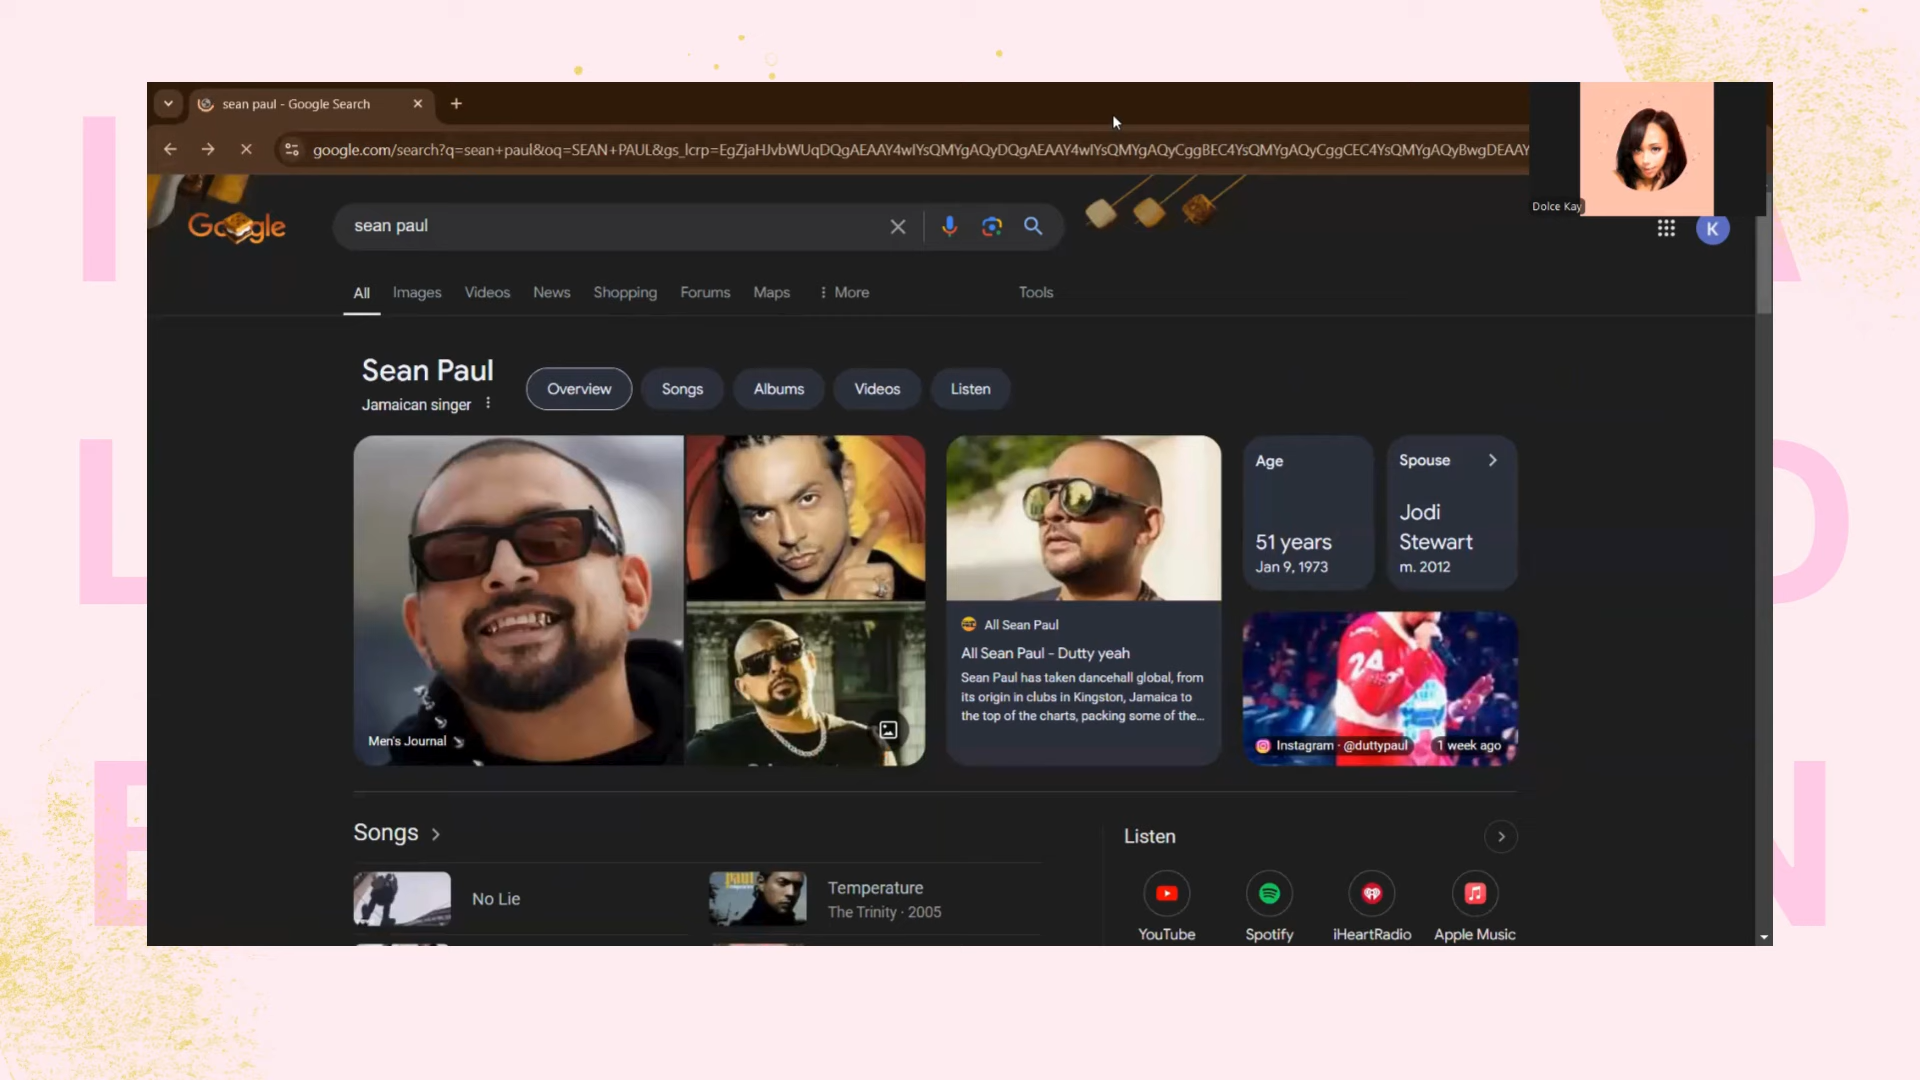 sean paul - Google Search
google.com/search?q=sean+paul&oq=SEAN+PAUL&gs_lcrp=EgZjaHJvbWUqDQgAEAAY4wIYsQMYgAQyDQgAEAAY4wIYsQMYgAQyCggBEC4YsQMYgAQyCggCEC4YsQMYgAQyBwgDEAAY
Dolce Kay
Google
sean paul
K
All Images Videos News Shopping Forums Maps More Tools
Sean Paul
Jamaican singer
Overview Songs Albums Videos Listen
Age
51 years
Jan 9, 1973
Spouse
Jodi
Stewart
m. 2012
Men's Journal
All Sean Paul
All Sean Paul - Dutty yeah
Sean Paul has taken dancehall global, from
its origin in clubs in Kingston, Jamaica to
the top of the charts, packing some of the...
24
Instagram · @duttypaul
1 week ago
Songs
No Lie
Temperature
The Trinity · 2005
Listen
YouTube Spotify iHeartRadio Apple Music